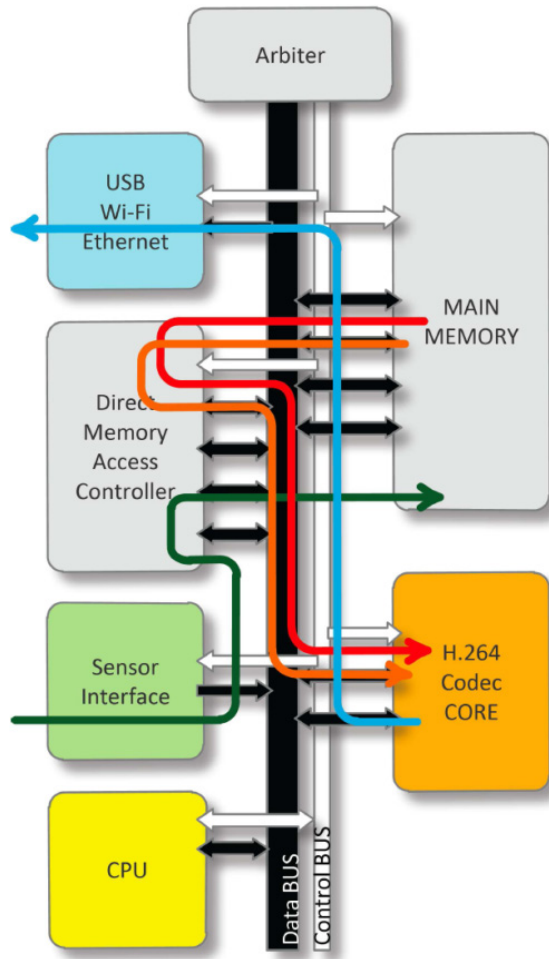 Arbiter
USB
Wi-Fi
Ethernet
MAIN
MEMORY
Direct
Memory
Access
Controller
Sensor
Interface
H.264
Codec
CORE
CPU
Data BUS
Control BUS